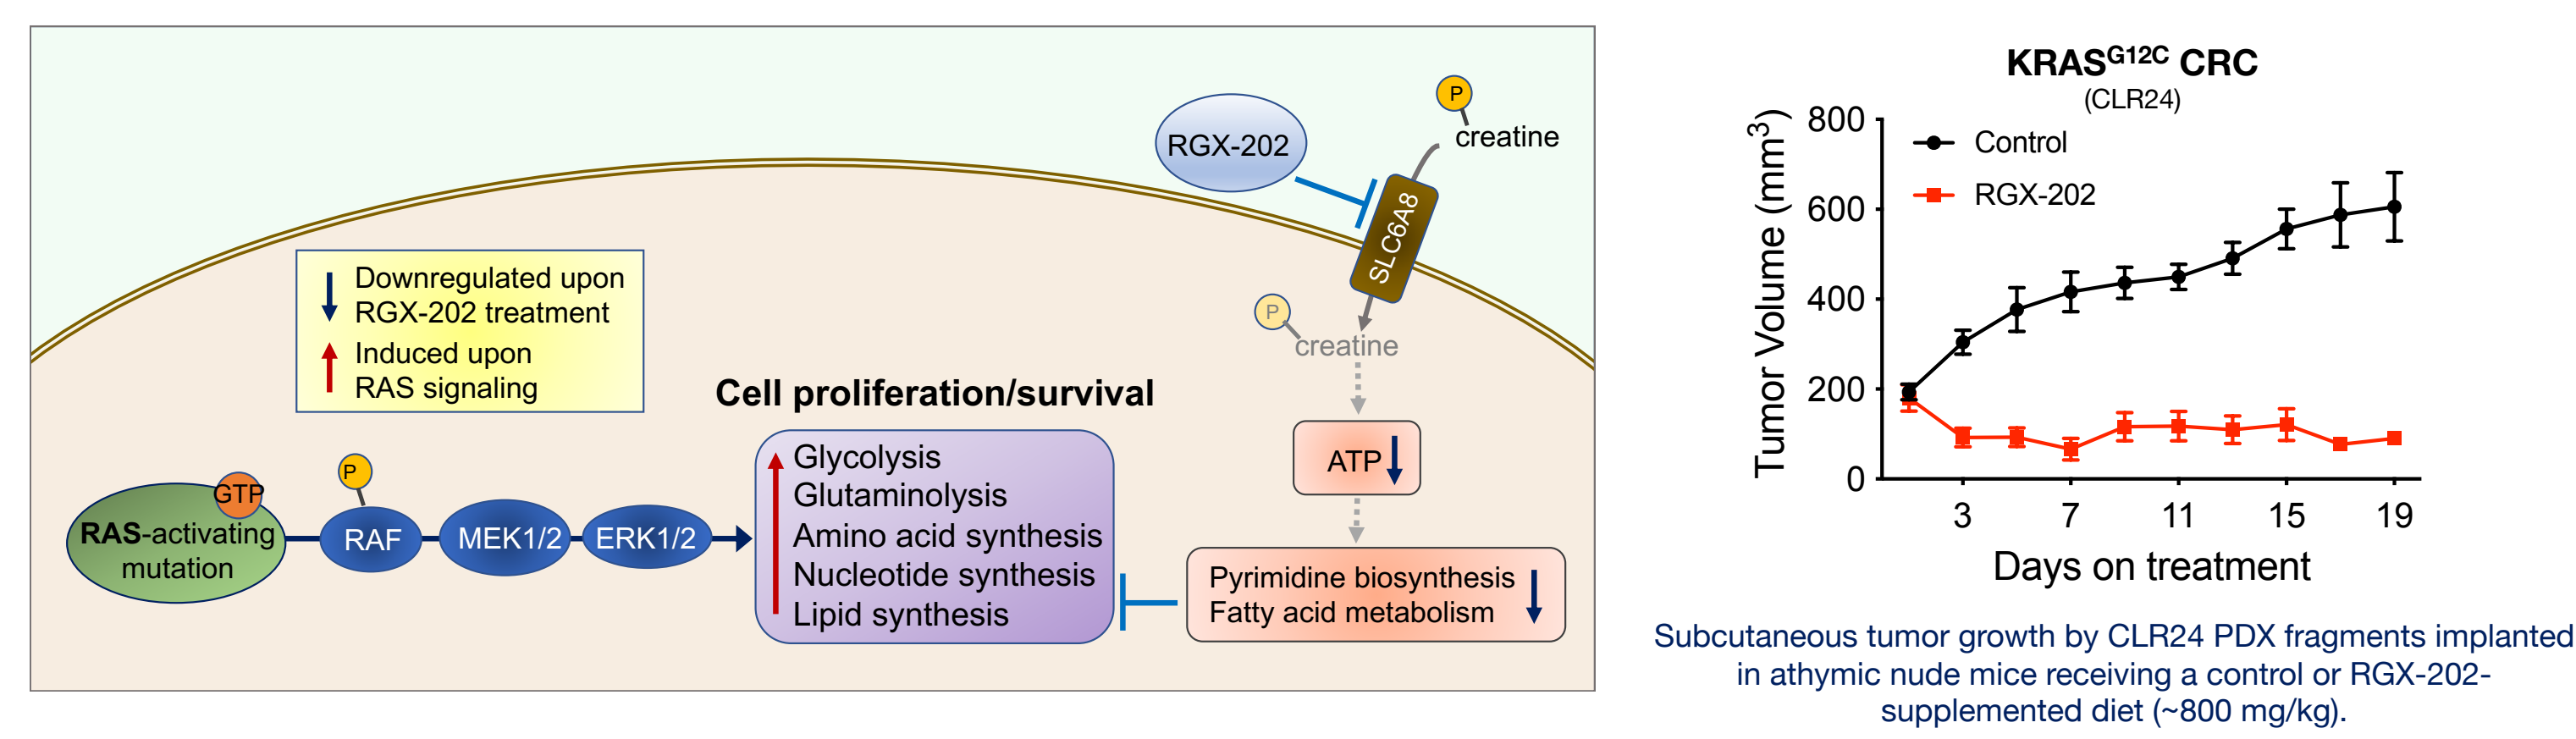 P
creatine
RGX-202
SLC6A8
P
creatine
Downregulated upon
RGX-202 treatment
Induced upon
RAS signaling
Cell proliferation/survival
Glycolysis
Glutaminolysis
Amino acid synthesis
Nucleotide synthesis
Lipid synthesis
ATP
GTP
RAS-activating
mutation
P
RAF
MEK1/2
ERK1/2
Pyrimidine biosynthesis
Fatty acid metabolism
KRASG12C CRC
(CLR24)
Control
RGX-202
Tumor Volume (mm3)
800
600
400
200
0
3 7 11 15 19
Days on treatment
Subcutaneous tumor growth by CLR24 PDX fragments implanted
in athymic nude mice receiving a control or RGX-202-
supplemented diet (~800 mg/kg).